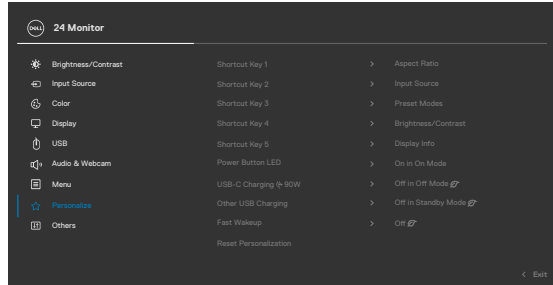 DELL 24 Monitor
Brightness/Contrast Shortcut Key 1 > Aspect Ratio
Input Source Shortcut Key 2 > Input Source
Color Shortcut Key 3 > Preset Modes
Display Shortcut Key 4 > Brightness/Contrast
USB Shortcut Key 5 > Display Info
Audio & Webcam Power Button LED > On in On Mode
Menu USB-C Charging 90W > Off in Off Mode
Personalize Other USB Charging > Off in Standby Mode
Others Fast Wakeup > Off
Reset Personalization
< Exit